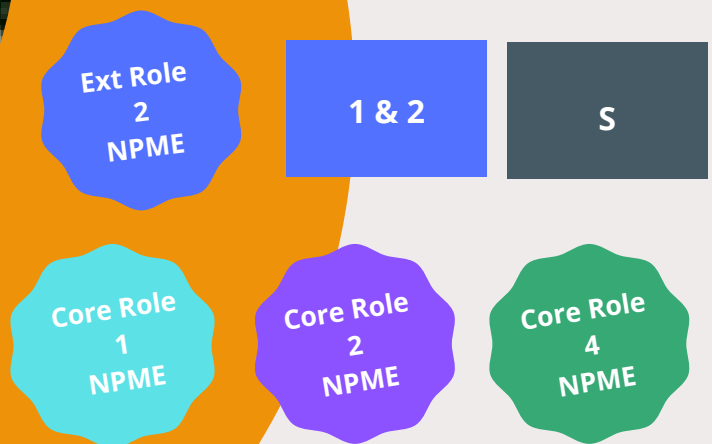 Ext Role
2
NPME
1 & 2
S
Core Role
1
NPME
Core Role
2
NPME
Core Role
4
NPME